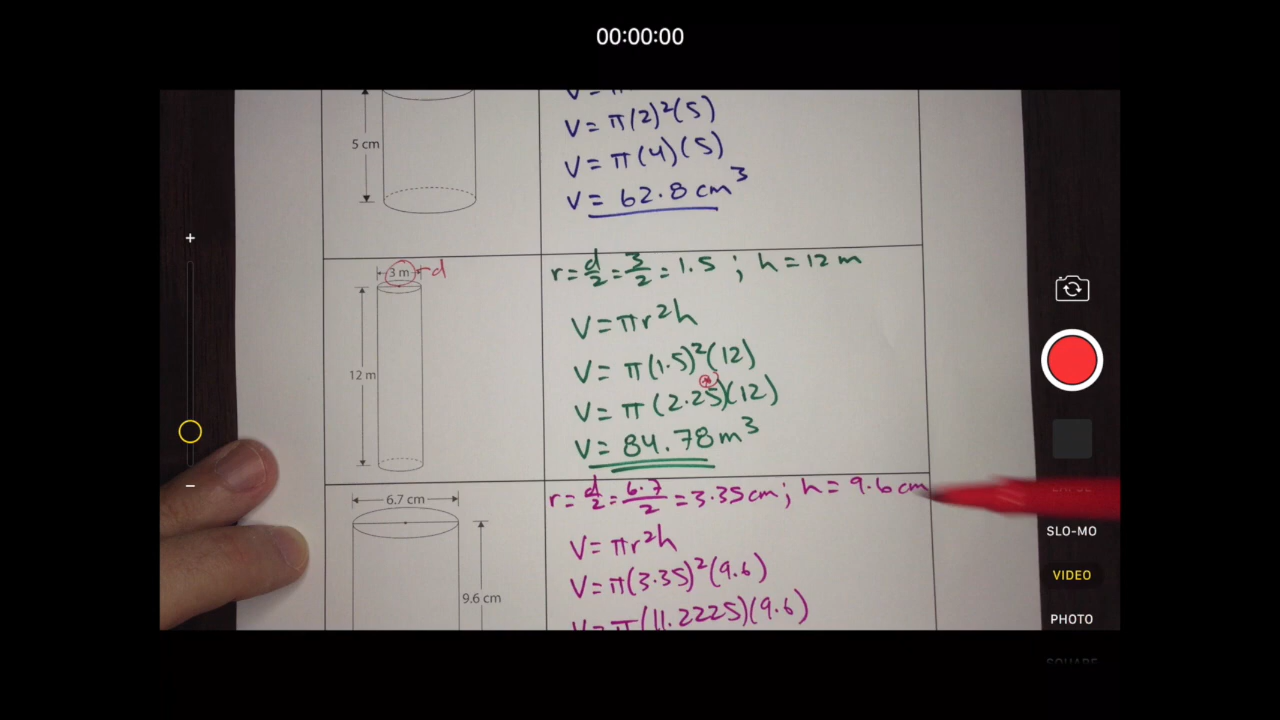 00:00:00
V = π(2)²(5)
5 cm
V = π(4)(5)
V = 62.8 cm³
3 m d
r = d/2 = 3/2 = 1.5 ; h = 12 m
V = πr²h
V = π(1.5)²(12)
12 m
V = π(2.25)(12)
V = 84.78 m³
6.7 cm
r = d/2 = 6.7/2 = 3.35 cm ; h = 9.6 cm
V = πr²h
V = π(3.35)²(9.6)
9.6 cm
V = π(11.2225)(9.6)
SLO-MO
VIDEO
PHOTO